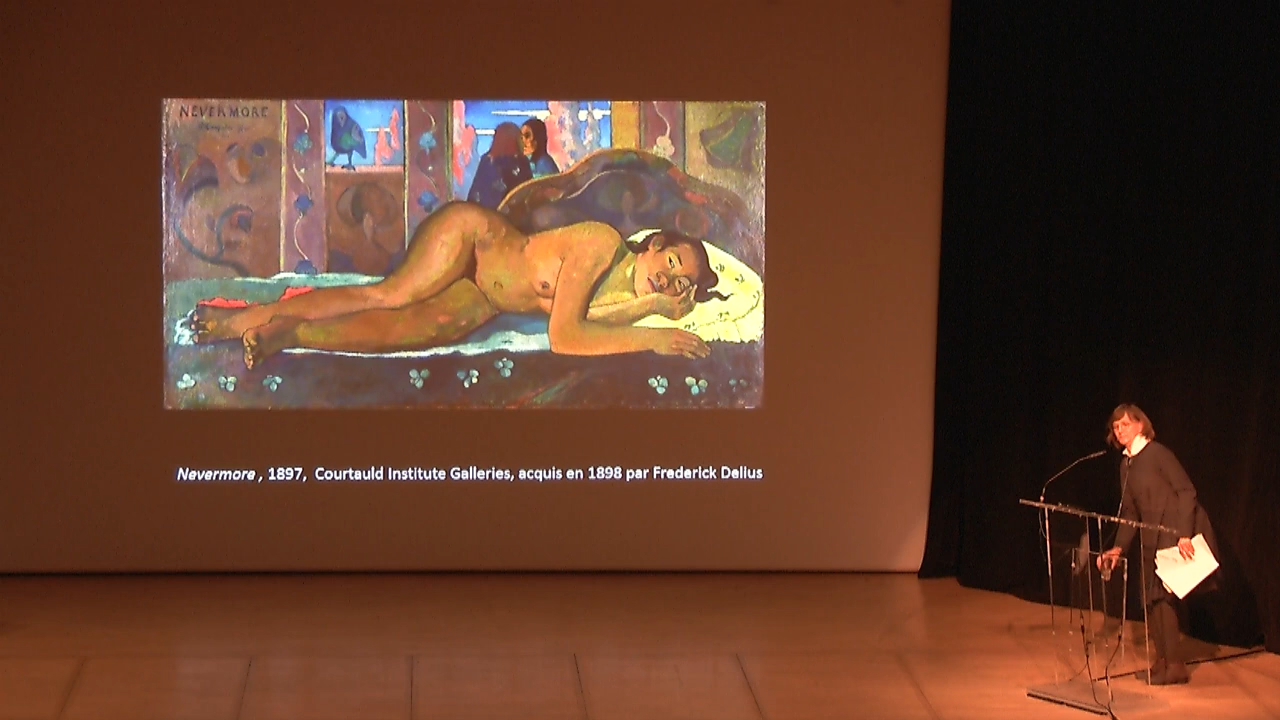 NEVERMORE
Nevermore , 1897, Courtauld Institute Galleries, acquis en 1898 par Frederick Delius